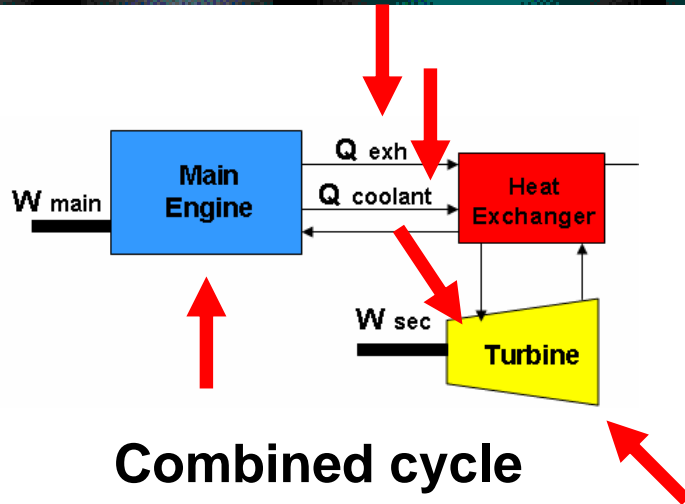 Q exh
Main
Engine
W main
Q coolant
Heat
Exchanger
W sec
Turbine
Combined cycle